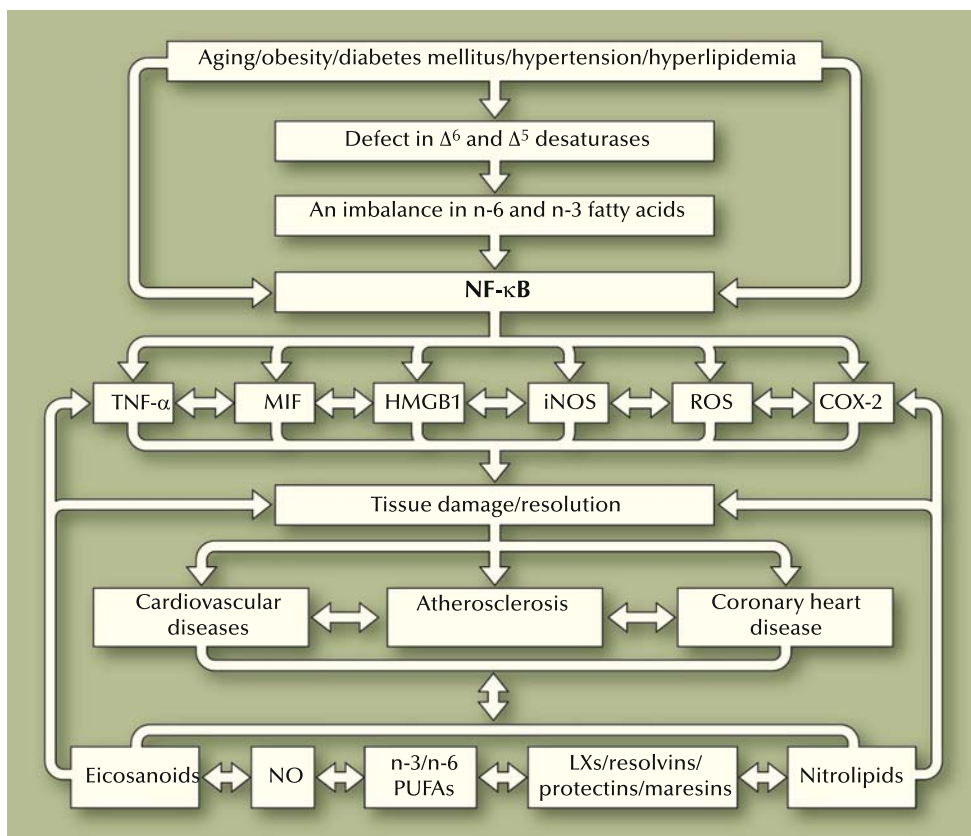 Aging/obesity/diabetes mellitus/hypertension/hyperlipidemia
Defect in Δ⁶ and Δ⁵ desaturases
An imbalance in n-6 and n-3 fatty acids
NF-κB
TNF-α
MIF
HMGB1
iNOS
ROS
COX-2
Tissue damage/resolution
Cardiovascular
diseases
Atherosclerosis
Coronary heart
disease
Eicosanoids
NO
n-3/n-6
PUFAs
LXs/resolvins/
protectins/maresins
Nitrolipids